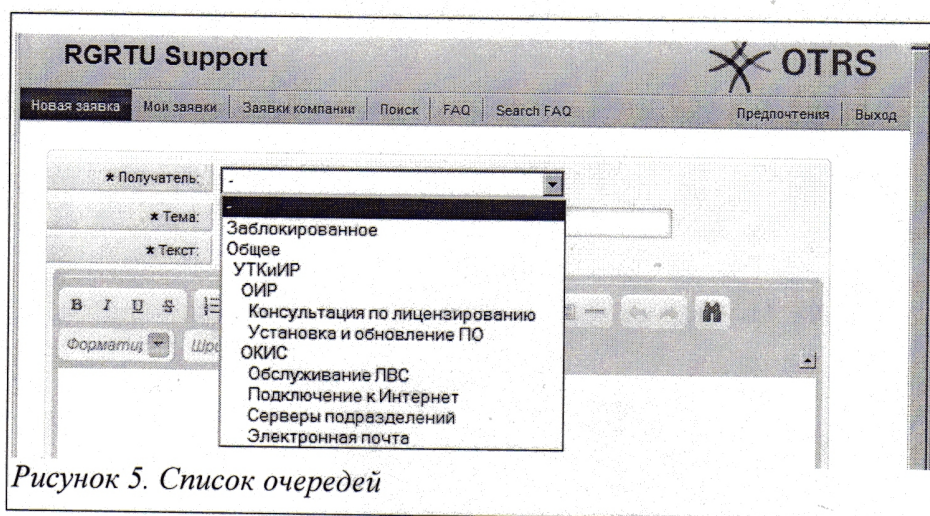 RGRTU Support OTRS
Новая заявка Мои заявки Заявки компании Поиск FAQ Search FAQ Предпочтения Выход
* Получатель: -
-
* Тема:
Заблокированное
* Текст:
Общее
УТКиИР
ОИР
Консультация по лицензированию
B I U S
Установка и обновление ПО
ОКИС
Форматиį
Обслуживание ЛВС
Подключение к Интернет
Серверы подразделений
Электронная почта
Рисунок 5. Список очередей